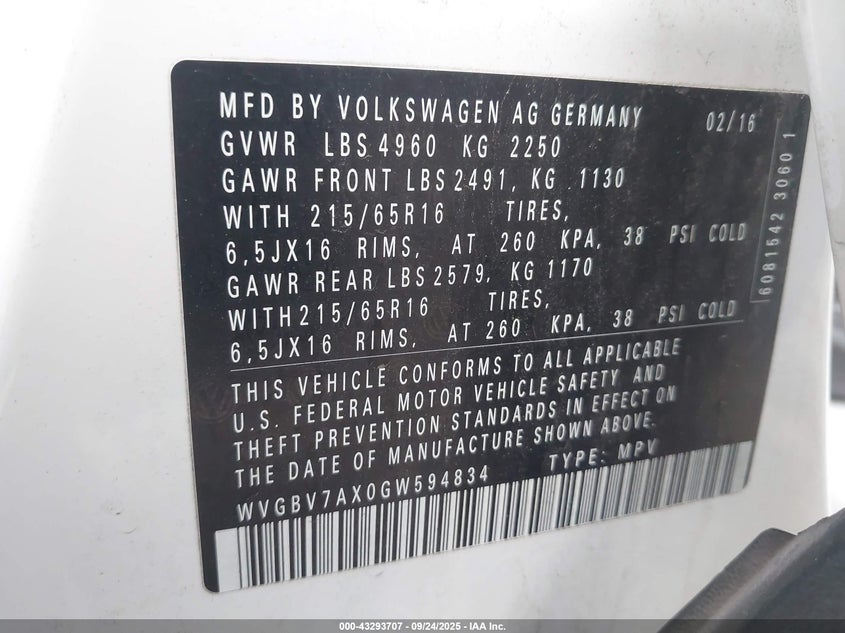 MFD BY VOLKSWAGEN AG GERMANY 02/16
GVWR LBS 4960 KG 2250
GAWR FRONT LBS 2491, KG 1130
WITH 215/65R16 TIRES,
6,5JX16 RIMS, AT 260 KPA, 38 PSI COLD
GAWR REAR LBS 2579, KG 1170
WITH 215/65R16 TIRES,
6,5JX16 RIMS, AT 260 KPA, 38 PSI COLD
THIS VEHICLE CONFORMS TO ALL APPLICABLE
U.S. FEDERAL MOTOR VEHICLE SAFETY AND
THEFT PREVENTION STANDARDS IN EFFECT ON
THE DATE OF MANUFACTURE SHOWN ABOVE.
WVGBV7AX0GW594834 TYPE: MPV
6081542 3060 1
000-43293707 - 09/24/2025 - IAA Inc.